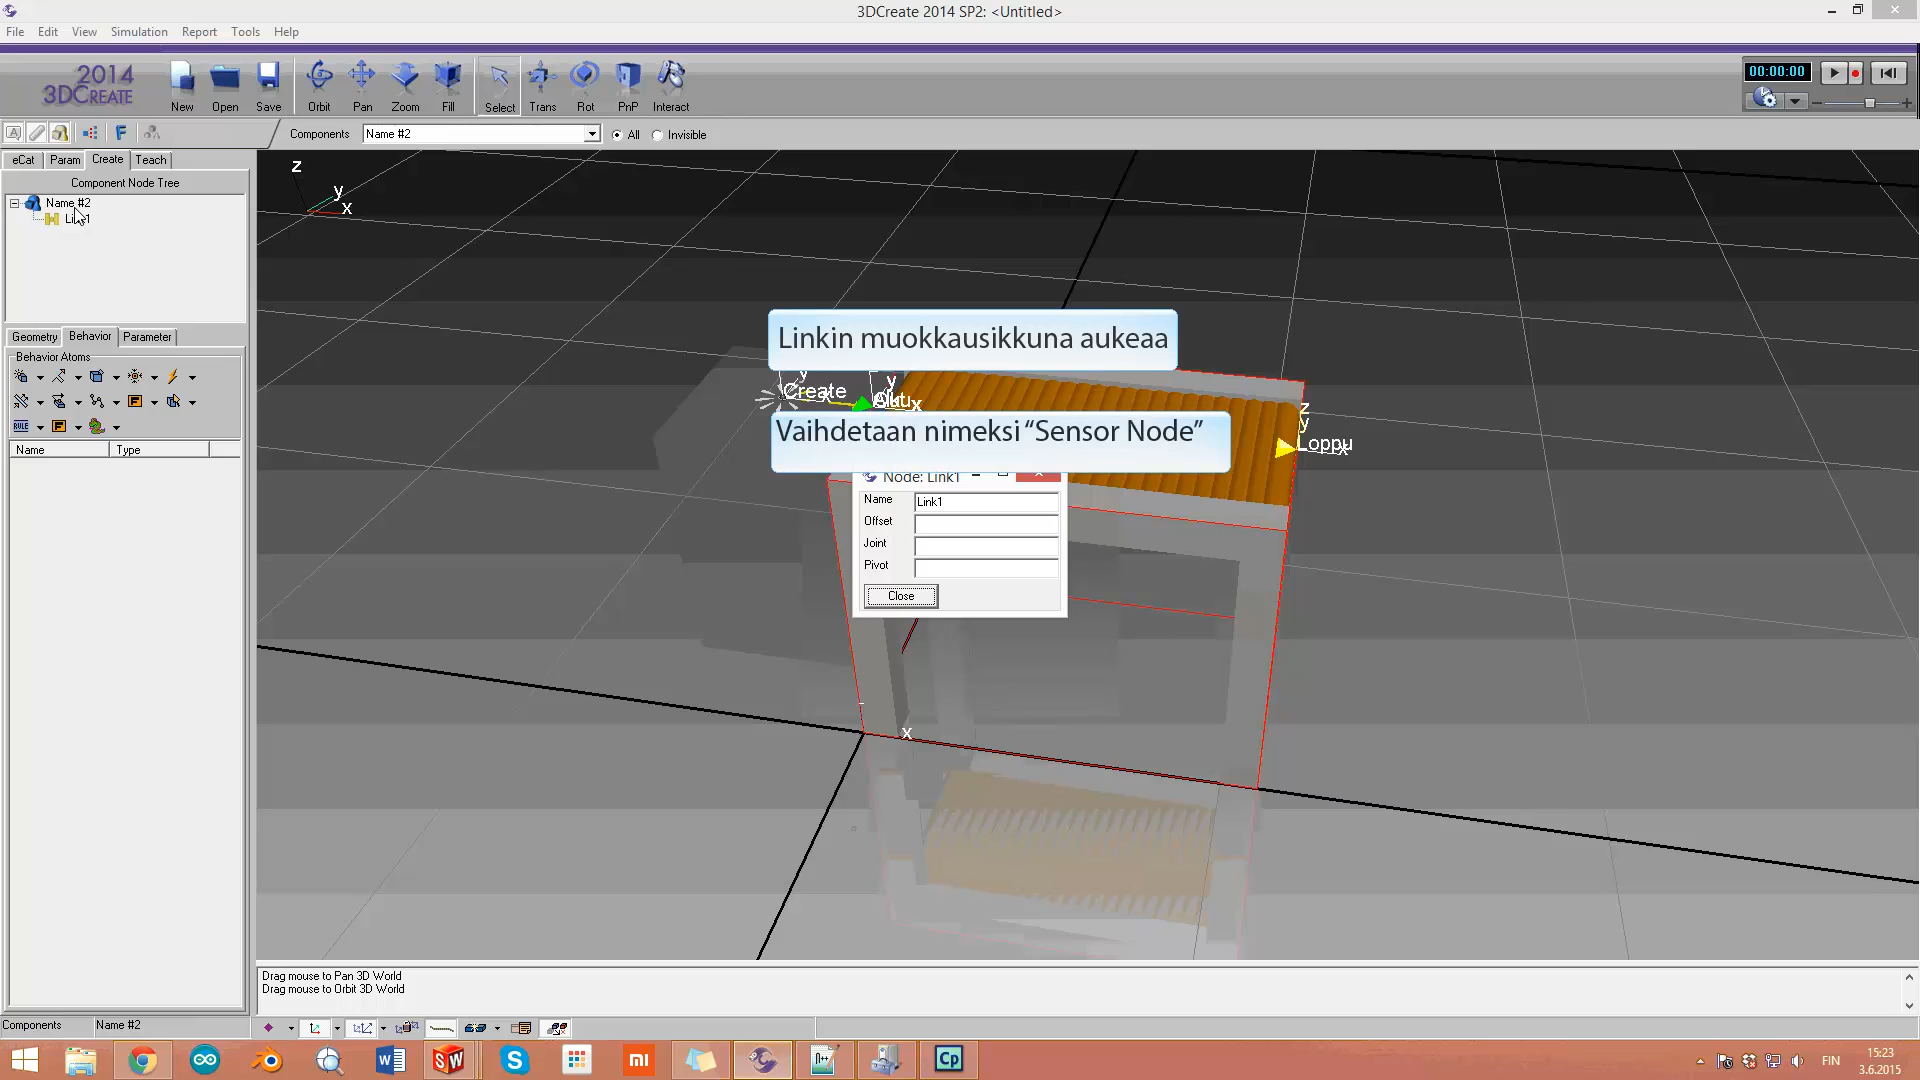 3DCreate 2014 SP2: <Untitled>
File Edit View Simulation Report Tools Help
2014
3DCREATE
New Open Save Orbit Pan Zoom Fill Select Trans Rot PnP Interact
00:00:00
Components Name #2 All Invisible
eCat Param Create Teach
Component Node Tree
Name #2
Link1
Geometry Behavior Parameter
Behavior Atoms
RULE
Name Type
z
y
x
Linkin muokkausikkuna aukeaa
Create
Vaihdetaan nimeksi “Sensor Node”
Loppu
Node: Link1
Name Link1
Offset
Joint
Pivot
Close
x
Drag mouse to Pan 3D World
Drag mouse to Orbit 3D World
Components Name #2
FIN
15:23
3.6.2015